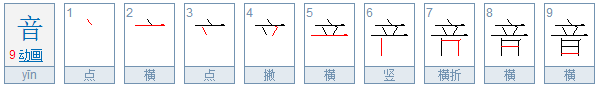 音 1 2 3 4 5 6 7 8 9
9 动画
yīn 点 横 点 撇 横 竖 横折 横 横